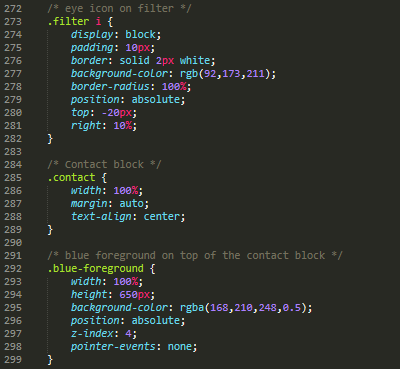 272 /* eye icon on filter */
273 .filter i {
274 display: block;
275 padding: 10px;
276 border: solid 2px white;
277 background-color: rgb(92,173,211);
278 border-radius: 100%;
279 position: absolute;
280 top: -20px;
281 right: 10%;
282 }
283
284 /* Contact block */
285 .contact {
286 width: 100%;
287 margin: auto;
288 text-align: center;
289 }
290
291 /* blue foreground on top of the contact block */
292 .blue-foreground {
293 width: 100%;
294 height: 650px;
295 background-color: rgba(168,210,248,0.5);
296 position: absolute;
297 z-index: 4;
298 pointer-events: none;
299 }